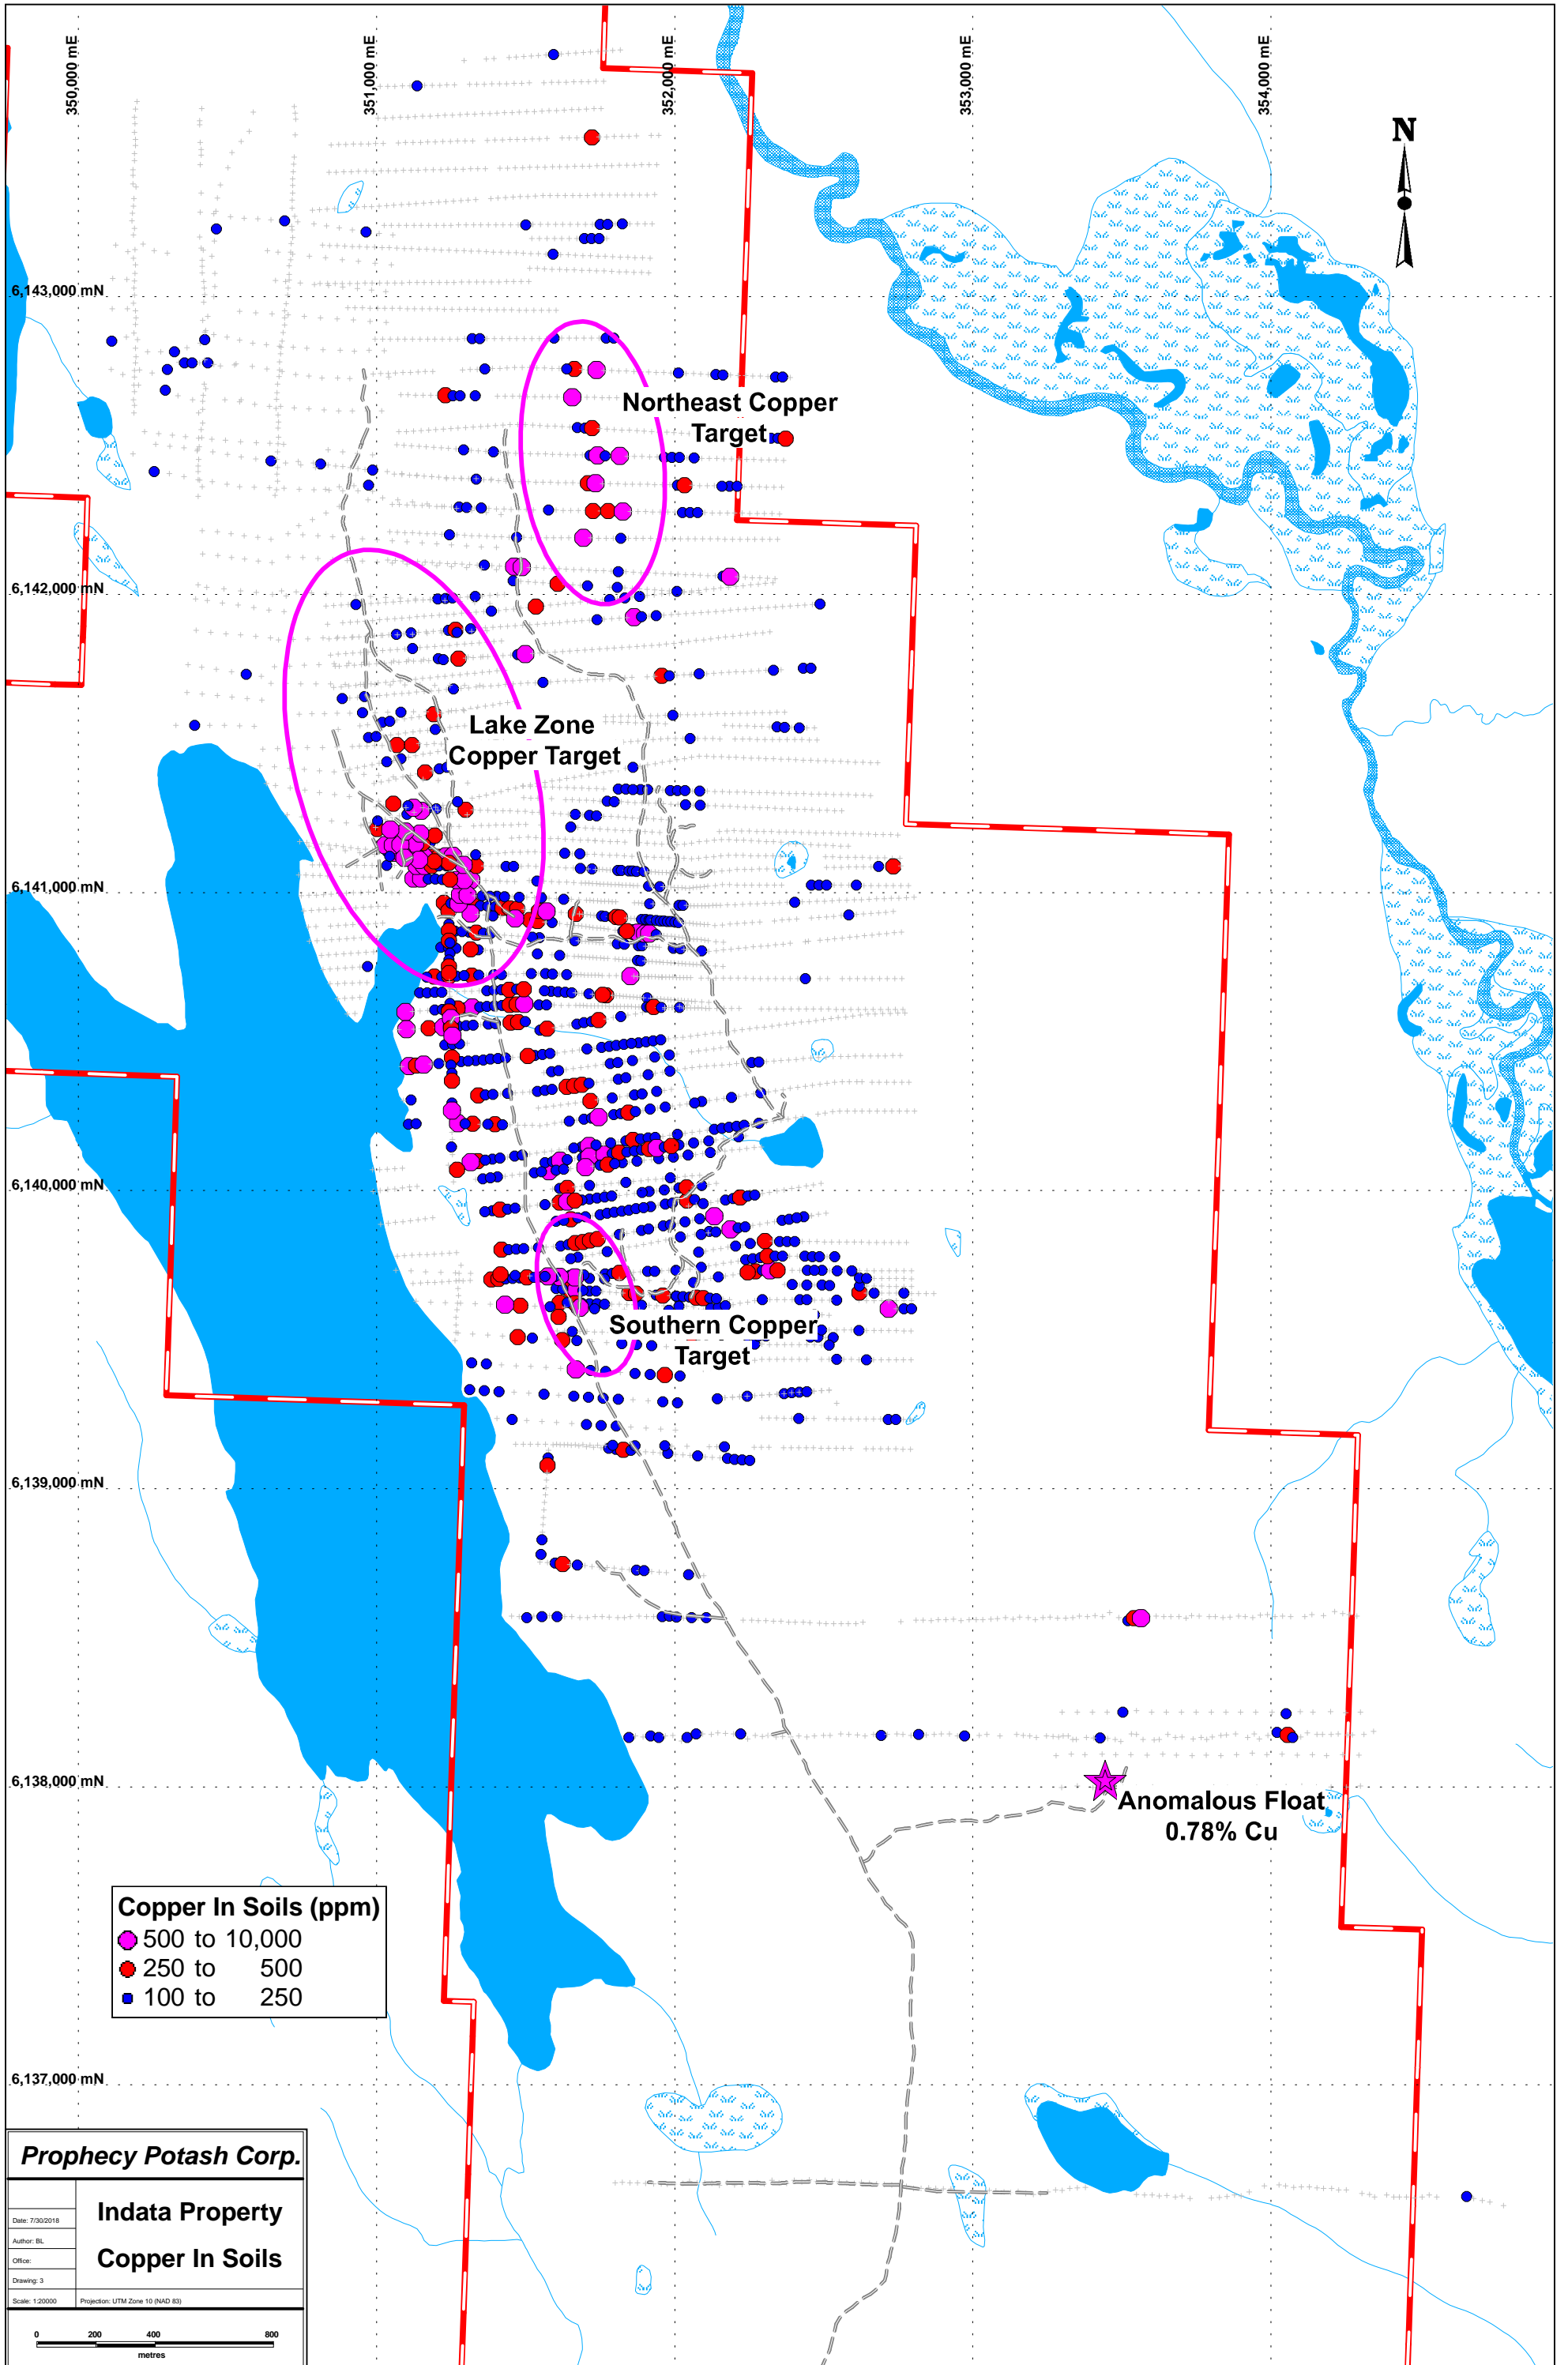 350,000 mE
351,000 mE
352,000 mE
353,000 mE
354,000 mE
N
6,143,000 mN
Northeast Copper
Target
6,142,000 mN
Lake Zone
Copper Target
6,141,000 mN
6,140,000 mN
Southern Copper
Target
6,139,000 mN
6,138,000 mN
Anomalous Float
0.78% Cu
Copper In Soils (ppm)
500 to 10,000
250 to 500
100 to 250
6,137,000 mN
Prophecy Potash Corp.
Indata Property
Copper In Soils
Date: 7/30/2018
Author: BL
Office:
Drawing: 3
Scale: 1:20000
Projection: UTM Zone 10 (NAD 83)
0 200 400 800
metres